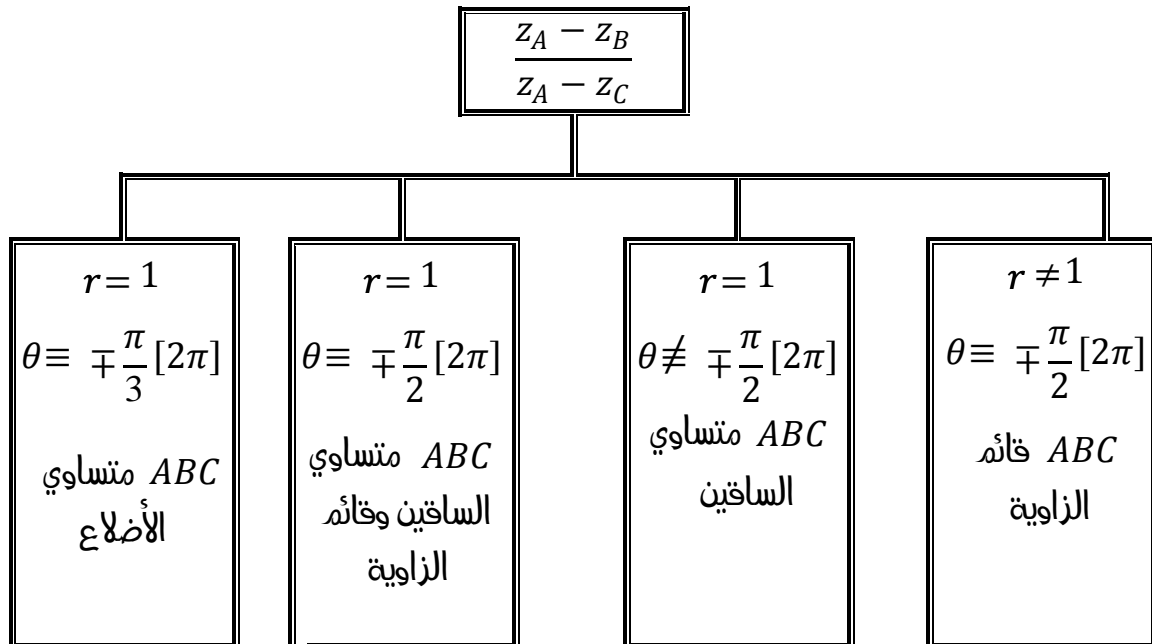 z_A − z_B
z_A − z_C
r = 1
θ ≡ ∓ π/3 [2π]
ABC متساوي
الأضلاع
r = 1
θ ≡ ∓ π/2 [2π]
ABC متساوي
الساقين وقائم
الزاوية
r = 1
θ ≢ ∓ π/2 [2π]
ABC متساوي
الساقين
r ≠ 1
θ ≡ ∓ π/2 [2π]
ABC قائم
الزاوية